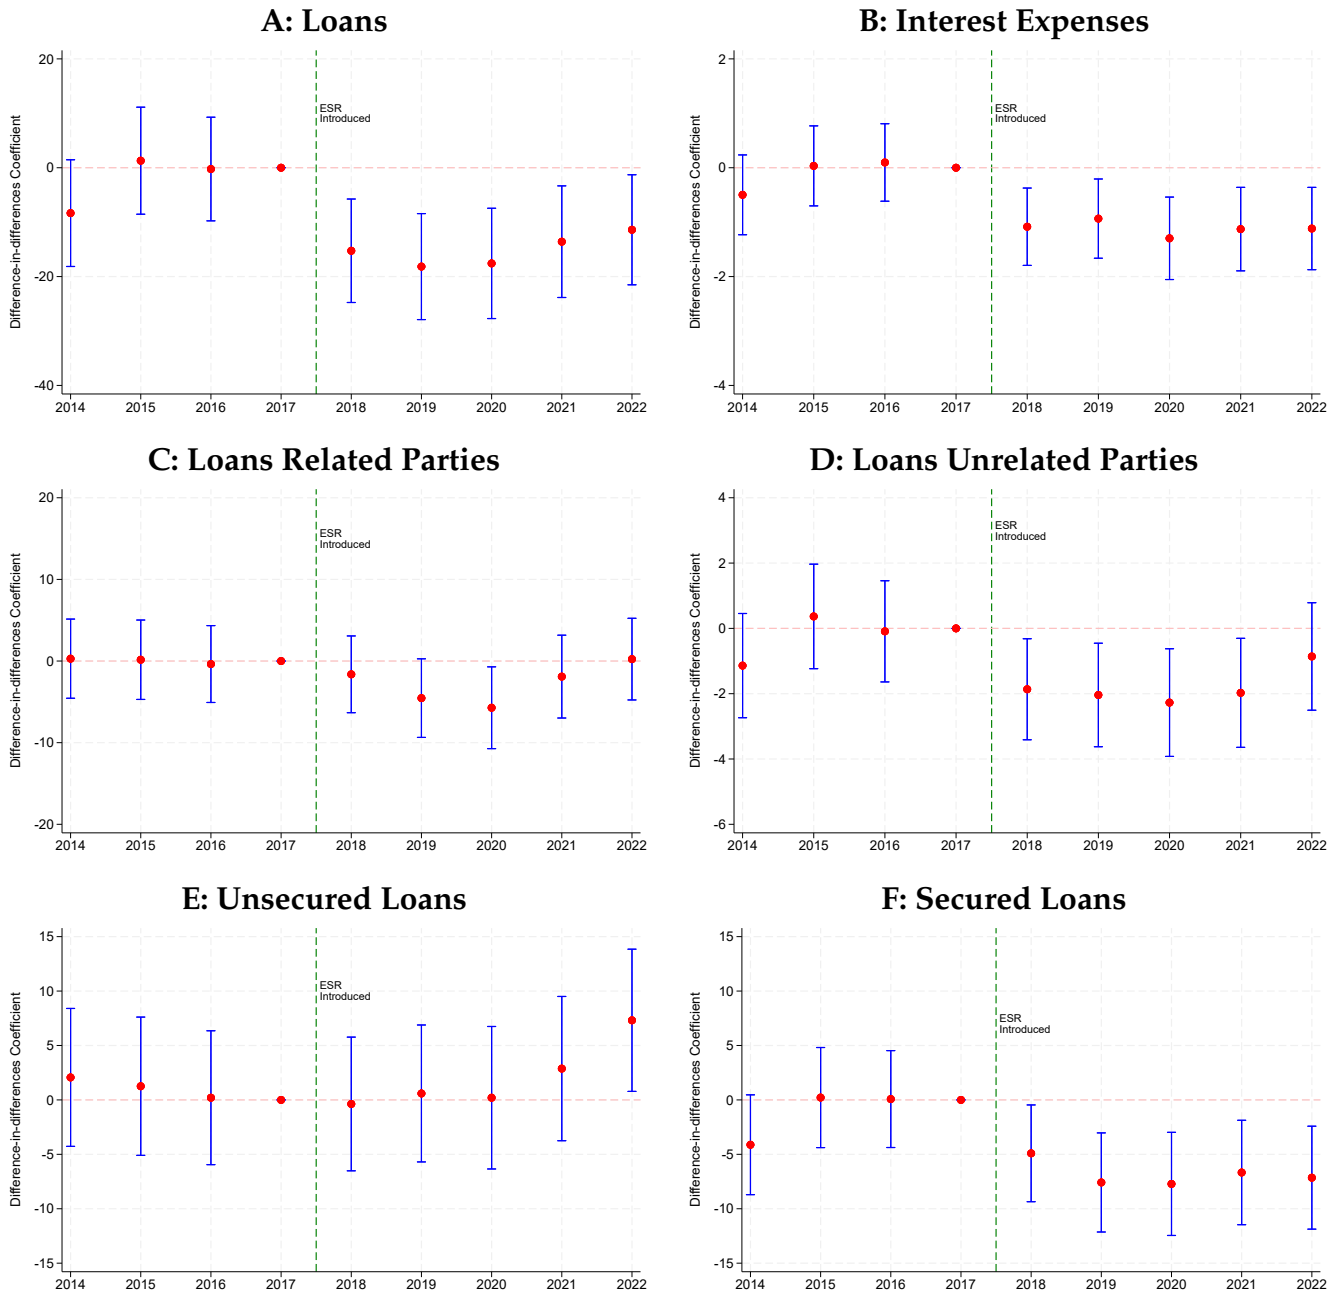 A: Loans
Difference-in-differences Coefficient
20
0
-20
-40
ESR
Introduced
2014 2015 2016 2017 2018 2019 2020 2021 2022
B: Interest Expenses
Difference-in-differences Coefficient
2
0
-2
-4
ESR
Introduced
2014 2015 2016 2017 2018 2019 2020 2021 2022
C: Loans Related Parties
Difference-in-differences Coefficient
20
10
0
-10
-20
ESR
Introduced
2014 2015 2016 2017 2018 2019 2020 2021 2022
D: Loans Unrelated Parties
Difference-in-differences Coefficient
4
2
0
-2
-4
-6
ESR
Introduced
2014 2015 2016 2017 2018 2019 2020 2021 2022
E: Unsecured Loans
Difference-in-differences Coefficient
15
10
5
0
-5
-10
-15
ESR
Introduced
2014 2015 2016 2017 2018 2019 2020 2021 2022
F: Secured Loans
Difference-in-differences Coefficient
15
10
5
0
-5
-10
-15
ESR
Introduced
2014 2015 2016 2017 2018 2019 2020 2021 2022